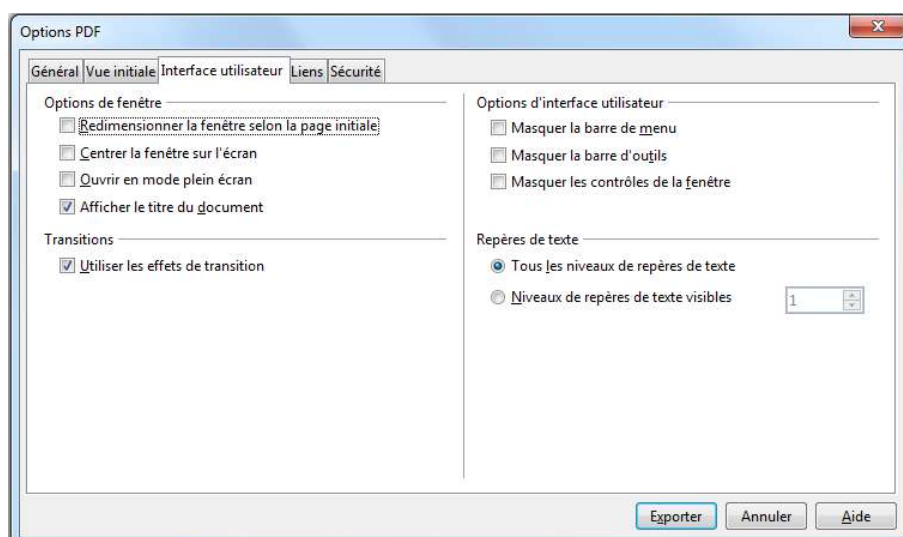 Options PDF
Général Vue initiale Interface utilisateur Liens Sécurité
Options de fenêtre
Redimensionner la fenêtre selon la page initiale
Centrer la fenêtre sur l'écran
Ouvrir en mode plein écran
Afficher le titre du document
Transitions
Utiliser les effets de transition
Options d'interface utilisateur
Masquer la barre de menu
Masquer la barre d'outils
Masquer les contrôles de la fenêtre
Repères de texte
Tous les niveaux de repères de texte
Niveaux de repères de texte visibles 1
Exporter Annuler Aide